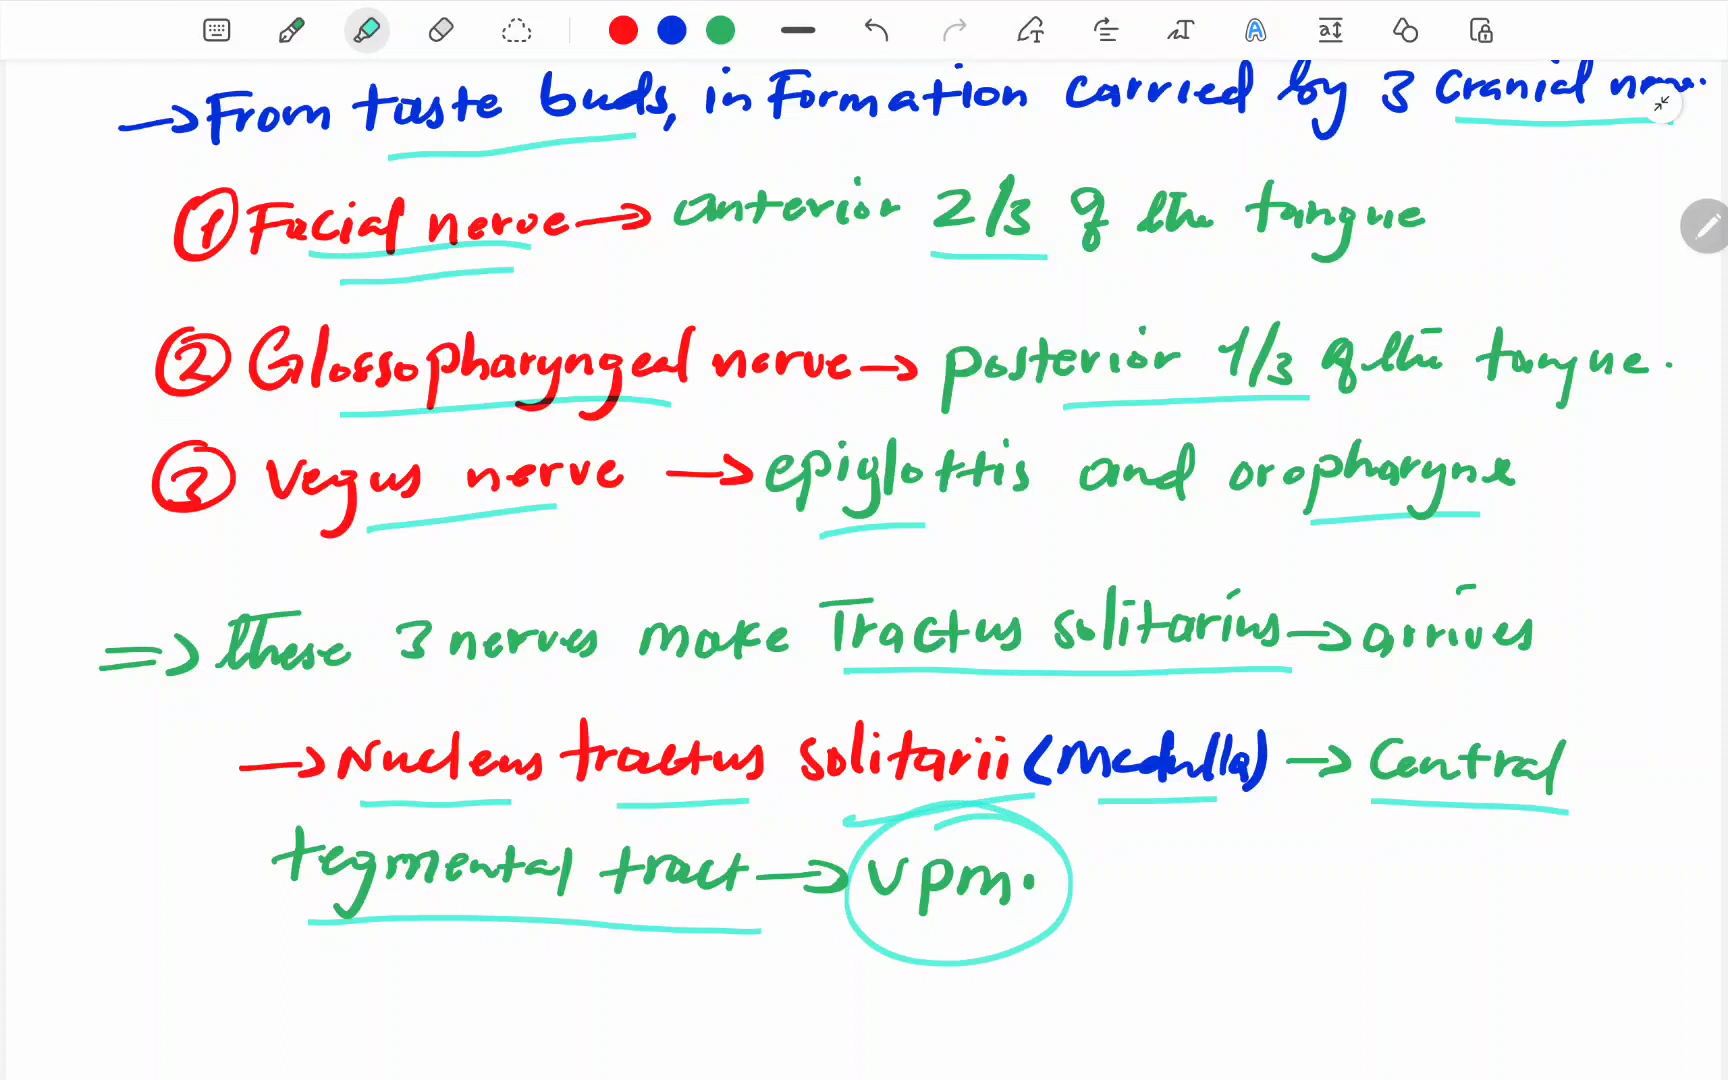 → From taste buds, information carried by 3 cranial
① Facial nerve → anterior 2/3 of the tongue
② Glossopharyngeal nerve → posterior 1/3 of the tongue.
③ Vegus nerve → epiglottis and oropharynx
⇒ These 3 nerves make Tractus solitarius → arrives
→ Nucleus tractus solitarii (Medulla) → Central
tegmental tract → VPM.